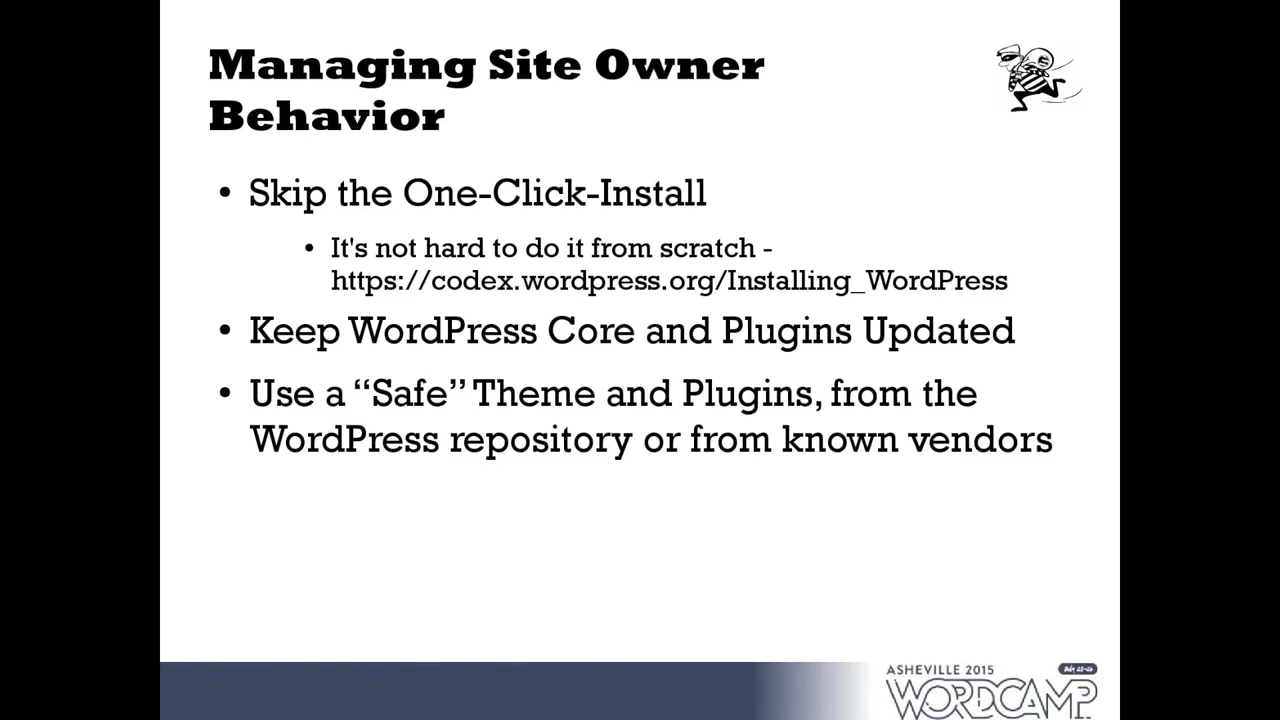 Managing Site Owner
Behavior
• Skip the One-Click-Install
• It's not hard to do it from scratch -
https://codex.wordpress.org/Installing_WordPress
• Keep WordPress Core and Plugins Updated
• Use a “Safe” Theme and Plugins, from the
WordPress repository or from known vendors
ASHEVILLE 2015
WORDCAMP